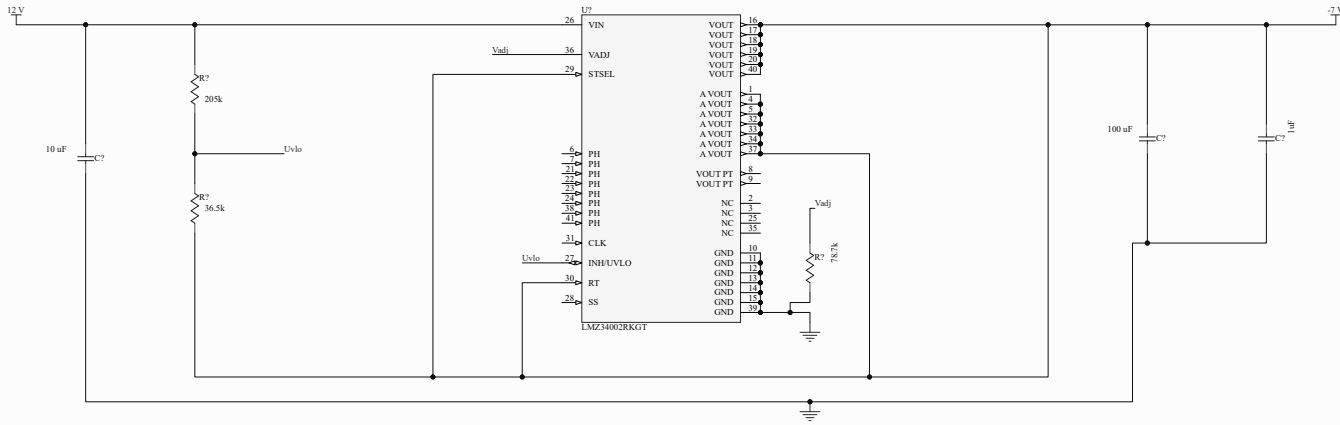 12 V
-7 V
U?
26 VIN
36 VADJ
Vadj
29 STSEL
6 PH
7 PH
21 PH
22 PH
23 PH
24 PH
38 PH
41 PH
31 CLK
Uvlo
27 INH/UVLO
30 RT
28 SS
VOUT 16
VOUT 17
VOUT 18
VOUT 19
VOUT 20
VOUT 40
A VOUT 1
A VOUT 4
A VOUT 5
A VOUT 32
A VOUT 33
A VOUT 34
A VOUT 37
VOUT PT 8
VOUT PT 9
NC 2
NC 3
NC 25
NC 35
GND 10
GND 11
GND 12
GND 13
GND 14
GND 15
GND 39
LMZ34002RKGT
R?
205k
Uvlo
10 uF
C?
R?
36.5k
Vadj
R?
78.7k
100 uF
C?
C?
1uF